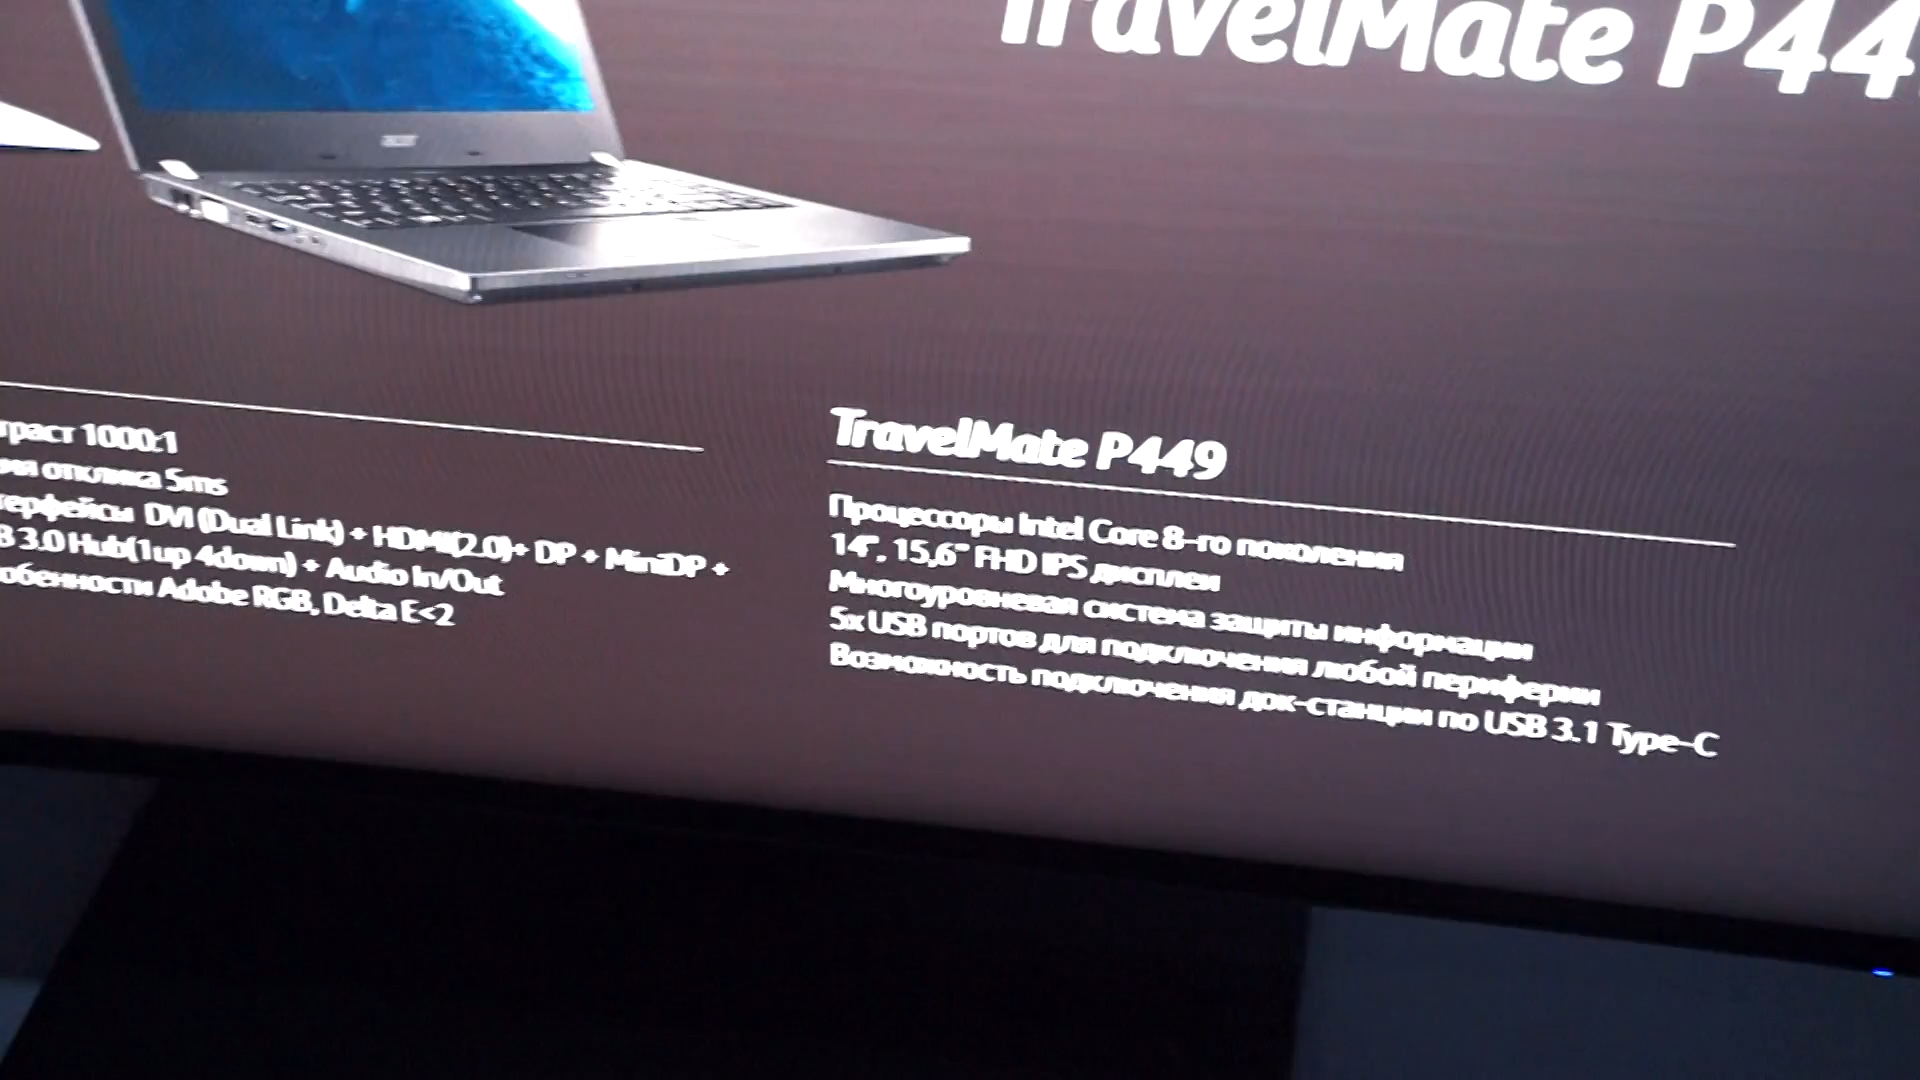 TravelMate P44
acer
траст 1000:1
отклика 5ms
терфейсы DVI (Dual Link) + HDMI(2.0)+ DP + MiniDP +
B 3.0 Hub(1up 4down) + Audio In/Out
обенности Adobe RGB, Delta E<2
TravelMate P449
Процессоры Intel Core 8-го поколения
14", 15,6" FHD IPS дисплеи
Многоуровневая система защиты информации
5x USB портов для подключения любой периферии
Возможность подключения док-станции по USB 3.1 Type-C